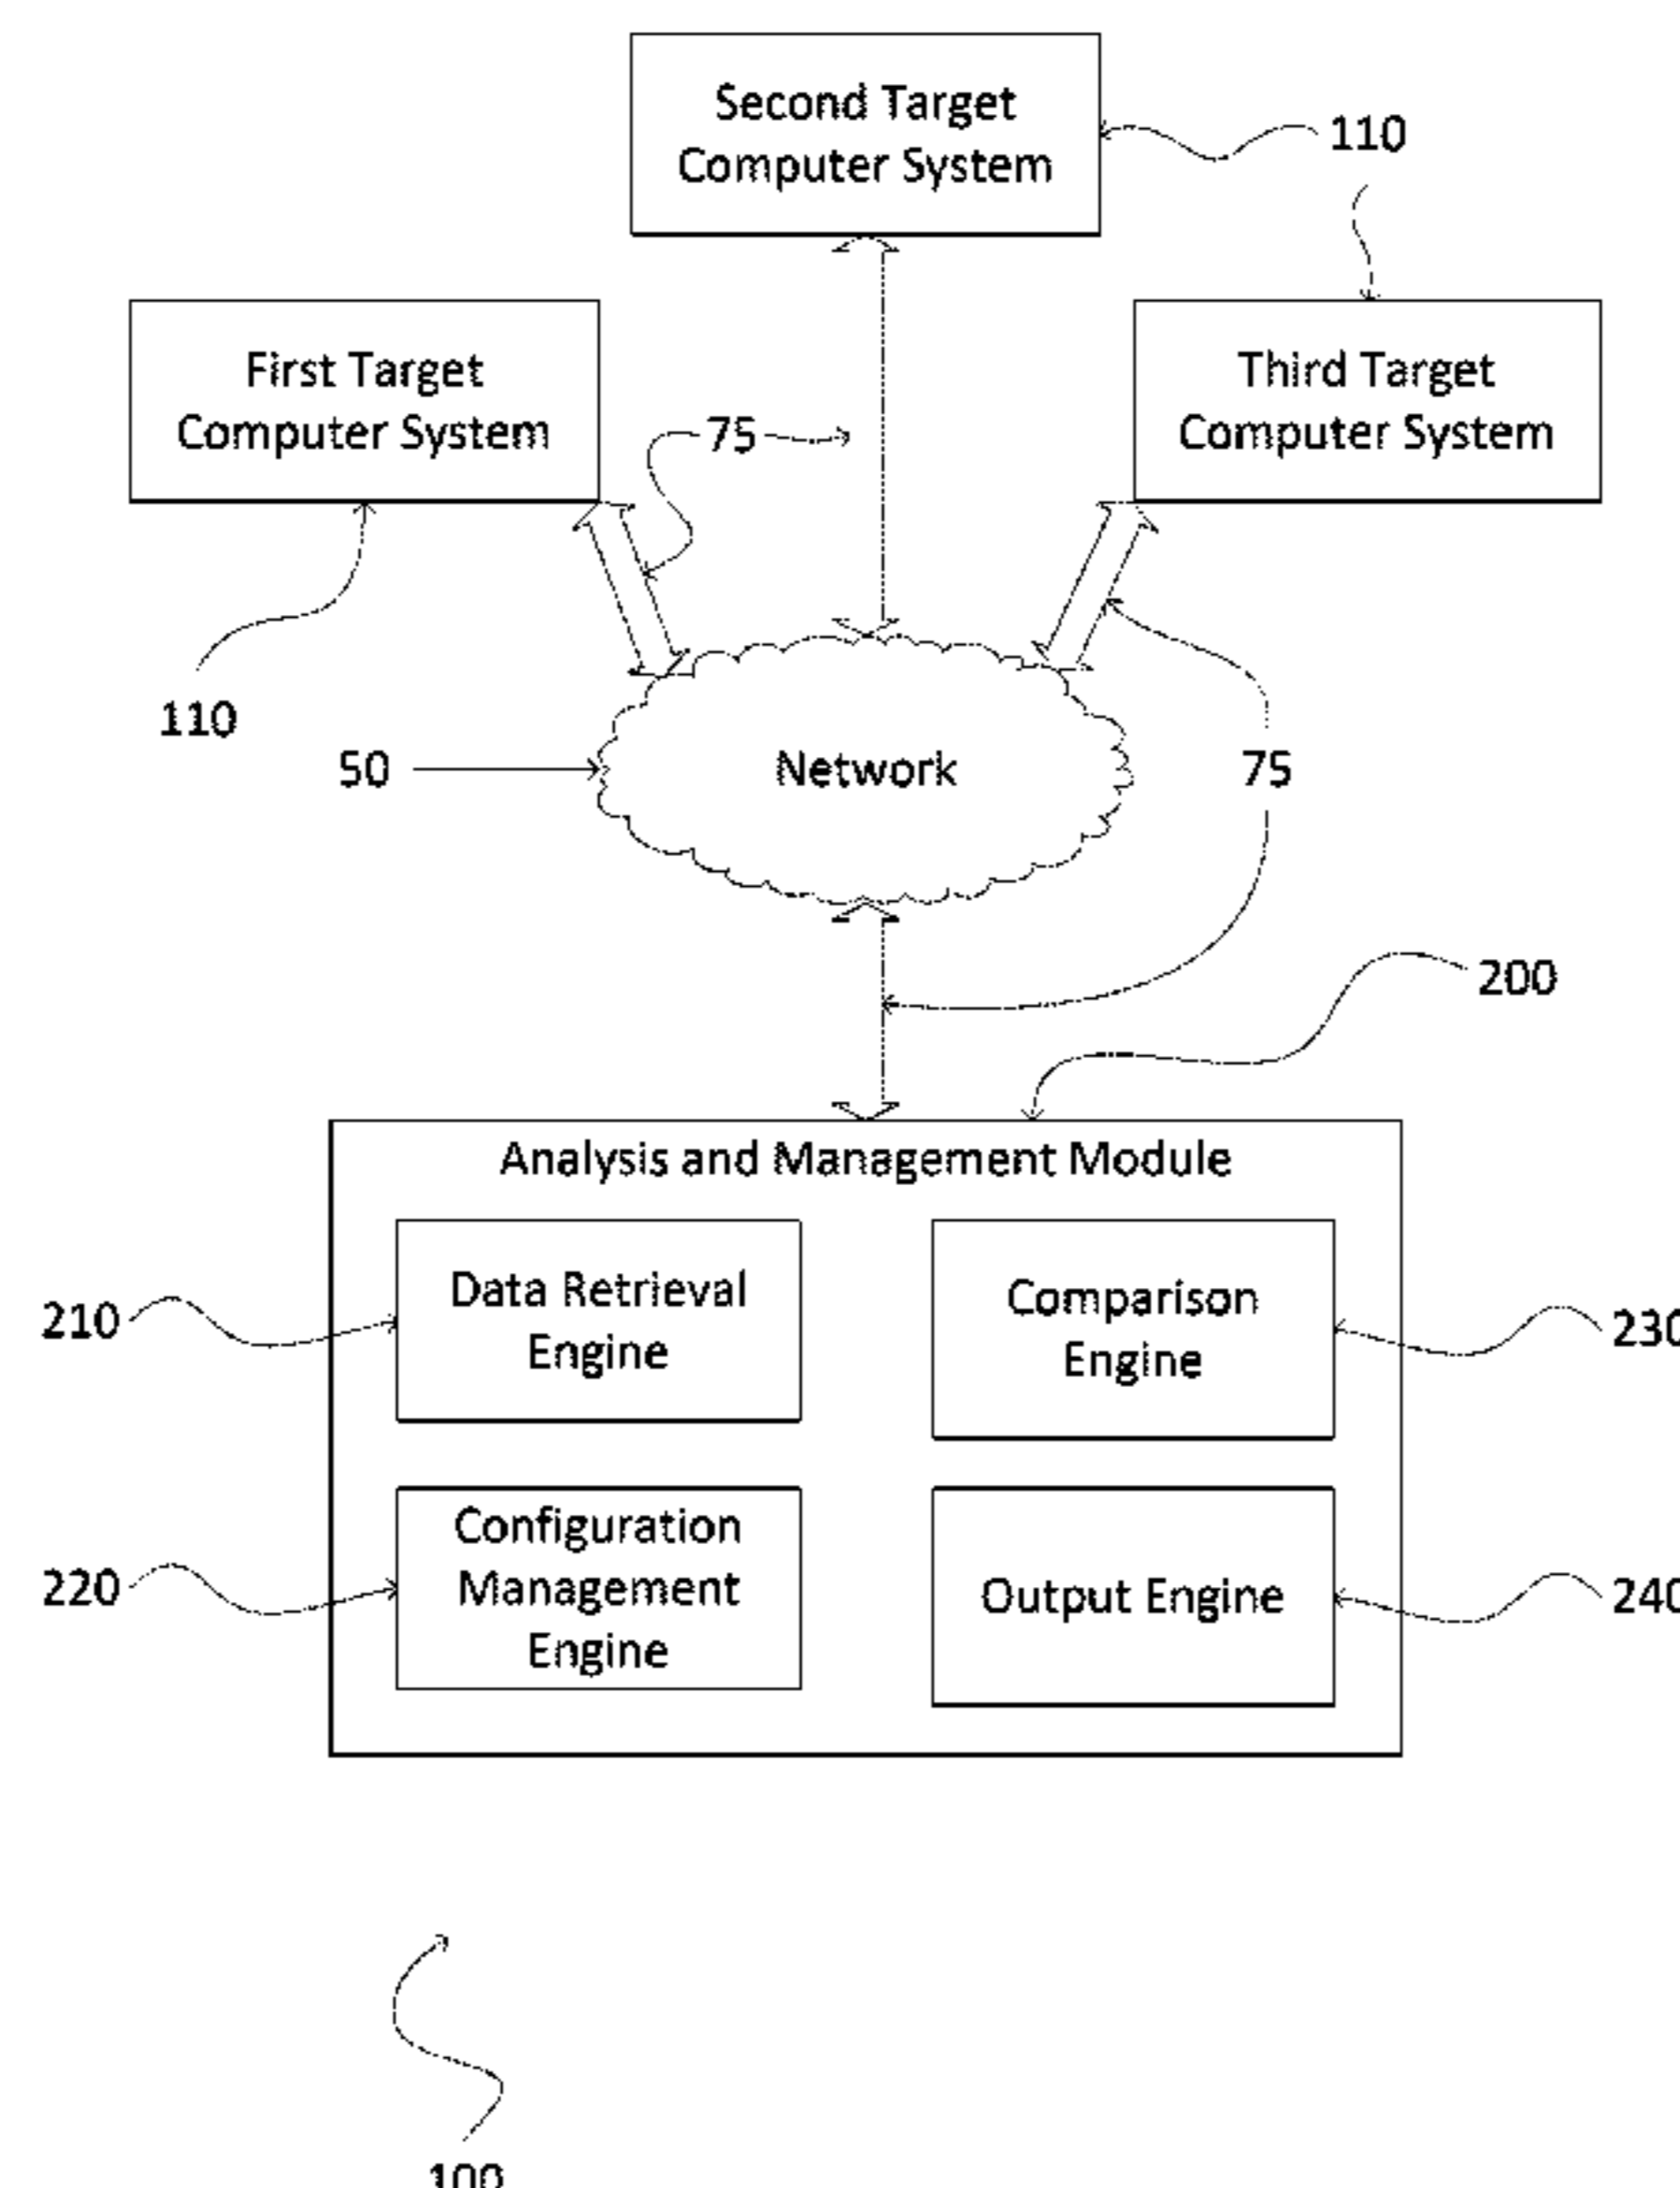 Second Target
Computer System
110
First Target
Computer System
Third Target
Computer System
75
110
50
Network
75
200
Analysis and Management Module
210
Data Retrieval
Engine
Comparison
Engine
230
220
Configuration
Management
Engine
Output Engine
240
100